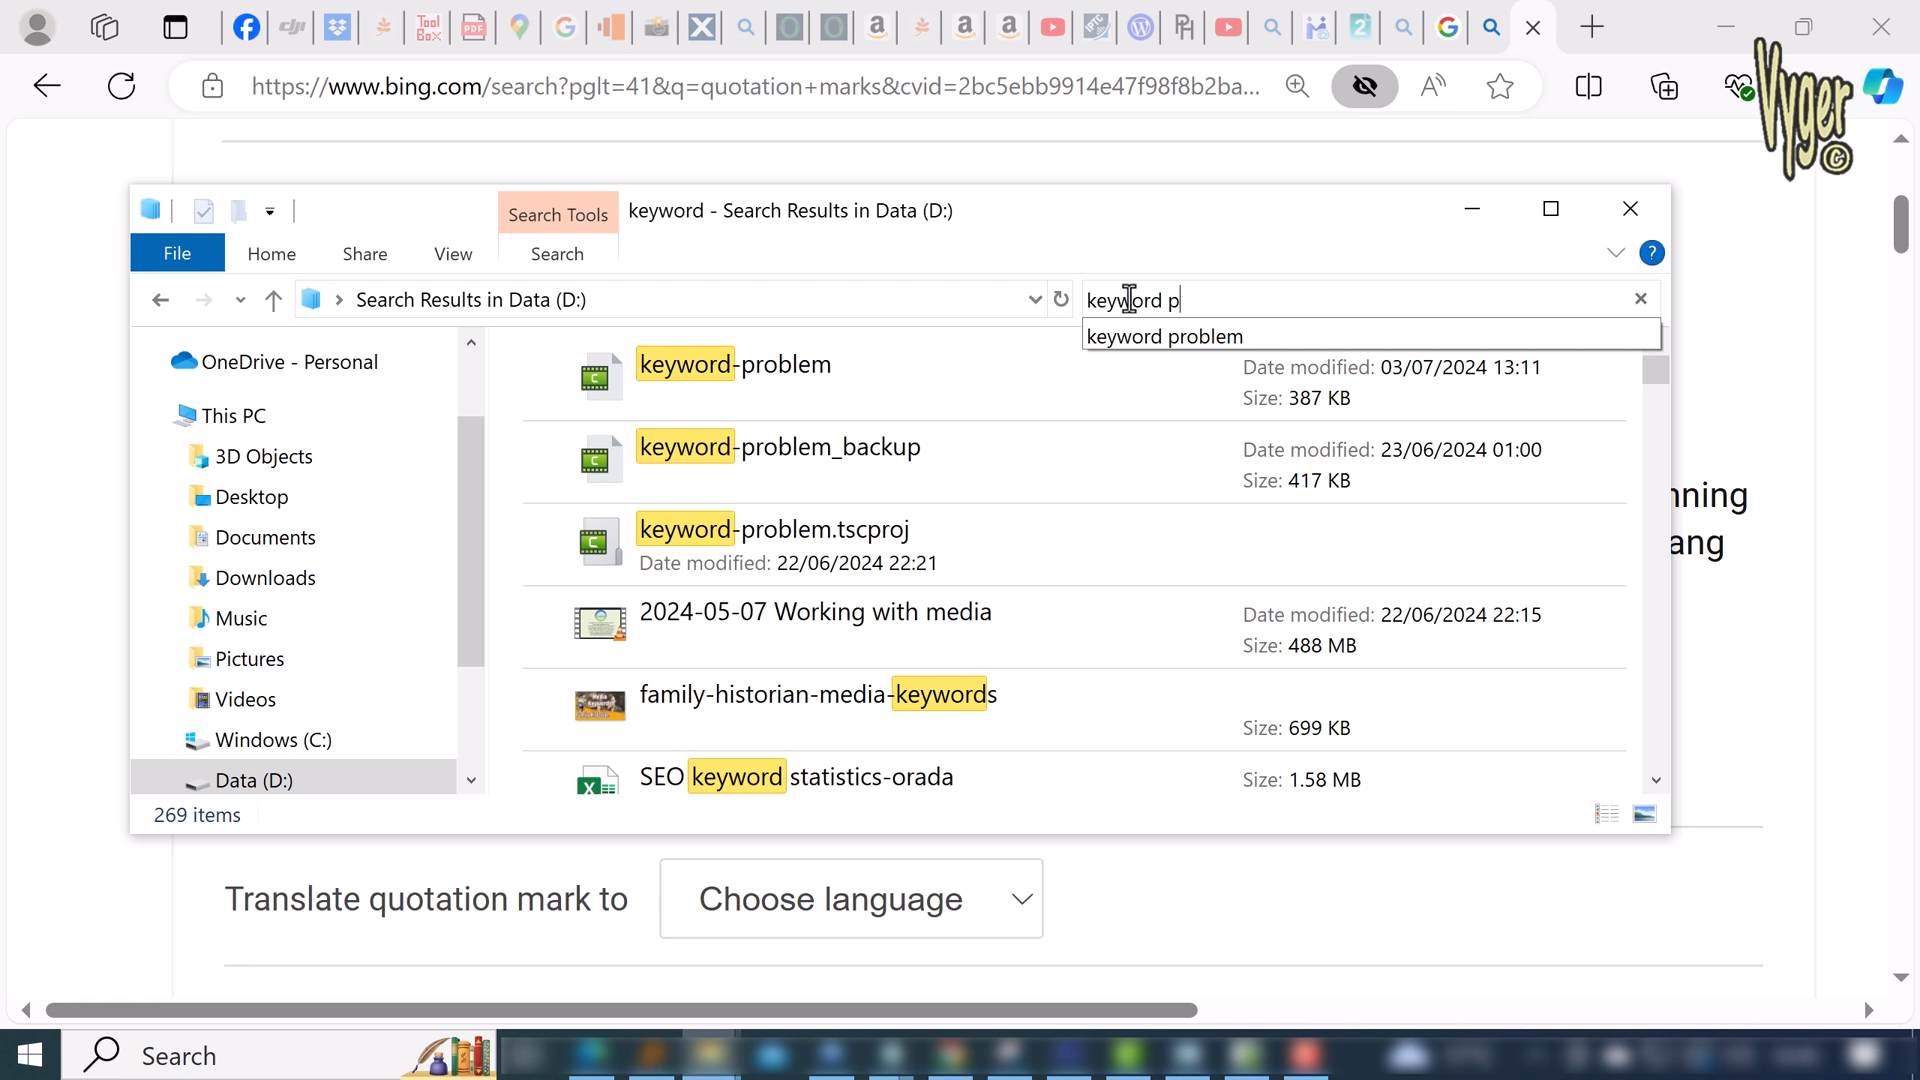 Tool
Box
PDF
https://www.bing.com/search?pglt=41&q=quotation+marks&cvid=2bc5ebb9914e47f98f8b2ba...
Vyger ©
Search Tools
keyword - Search Results in Data (D:)
File
Home
Share
View
Search
Search Results in Data (D:)
keyword p
keyword problem
OneDrive - Personal
This PC
3D Objects
Desktop
Documents
Downloads
Music
Pictures
Videos
Windows (C:)
Data (D:)
keyword-problem
Date modified: 03/07/2024 13:11
Size: 387 KB
keyword-problem_backup
Date modified: 23/06/2024 01:00
Size: 417 KB
keyword-problem.tscproj
Date modified: 22/06/2024 22:21
2024-05-07 Working with media
Date modified: 22/06/2024 22:15
Size: 488 MB
family-historian-media-keywords
Size: 699 KB
SEO keyword statistics-orada
Size: 1.58 MB
269 items
nning
ang
Translate quotation mark to
Choose language
Search